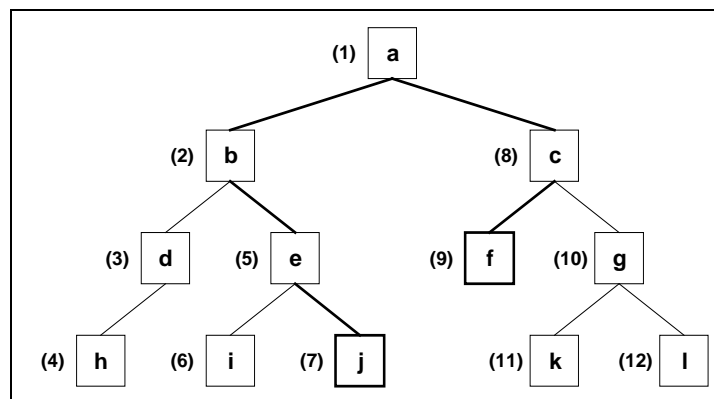 (1) a
(2) b (8) c
(3) d (5) e (9) f (10) g
(4) h (6) i (7) j (11) k (12) l